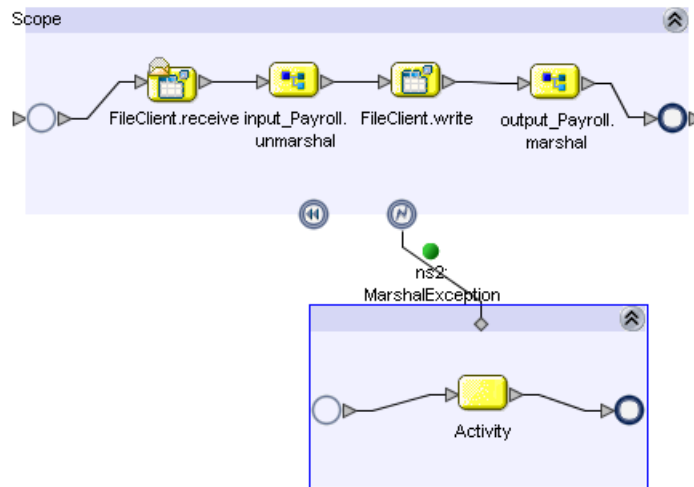 Scope
FileClient.receive input_Payroll. FileClient.write output_Payroll.
unmarshal marshal
ns2:
MarshalException
Activity